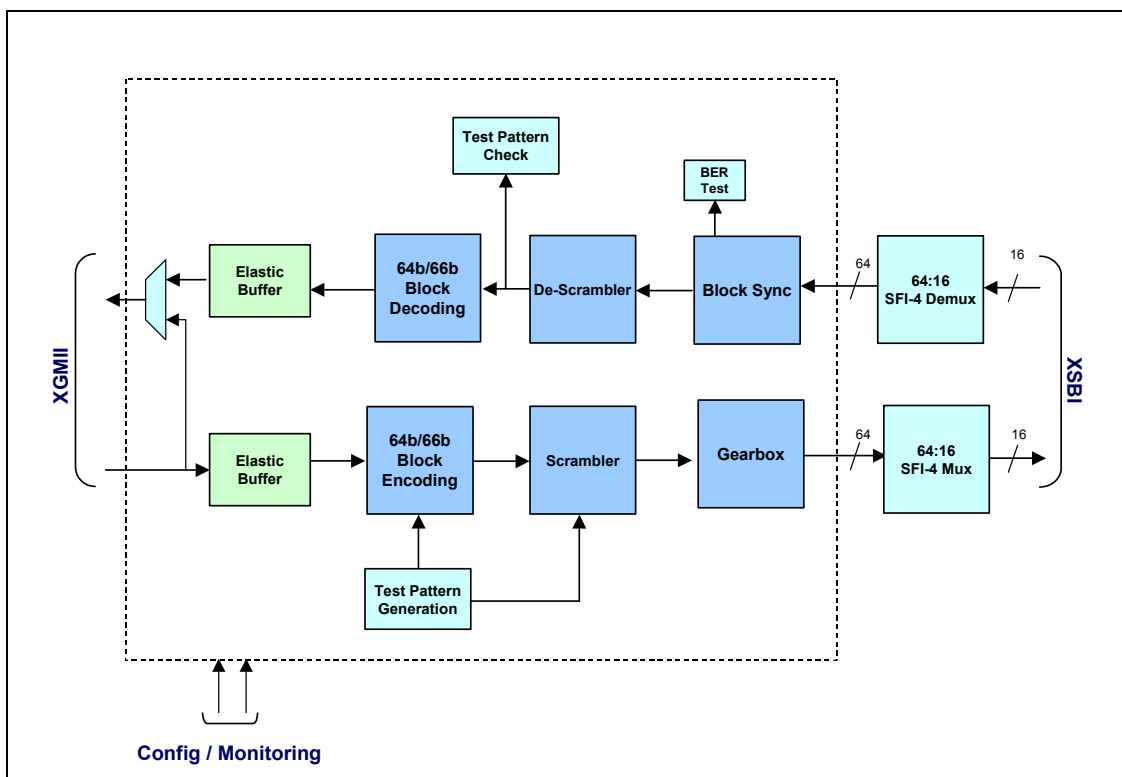 Test Pattern
Check
BER
Test
Elastic
Buffer
64b/66b
Block
Decoding
De-Scrambler
Block Sync
64
64:16
SFI-4 Demux
16
XGMII
XSBI
Elastic
Buffer
64b/66b
Block
Encoding
Scrambler
Gearbox
64
64:16
SFI-4 Mux
16
Test Pattern
Generation
Config / Monitoring